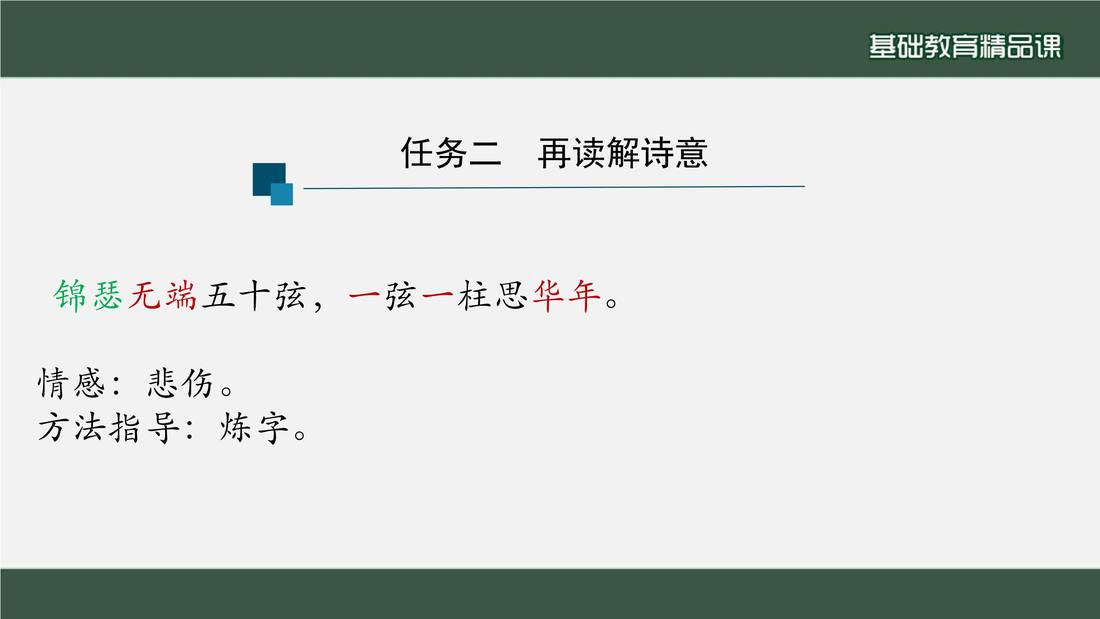 基础教育精品课
任务二　再读解诗意
锦瑟无端五十弦，一弦一柱思华年。
情感：悲伤。
方法指导：炼字。